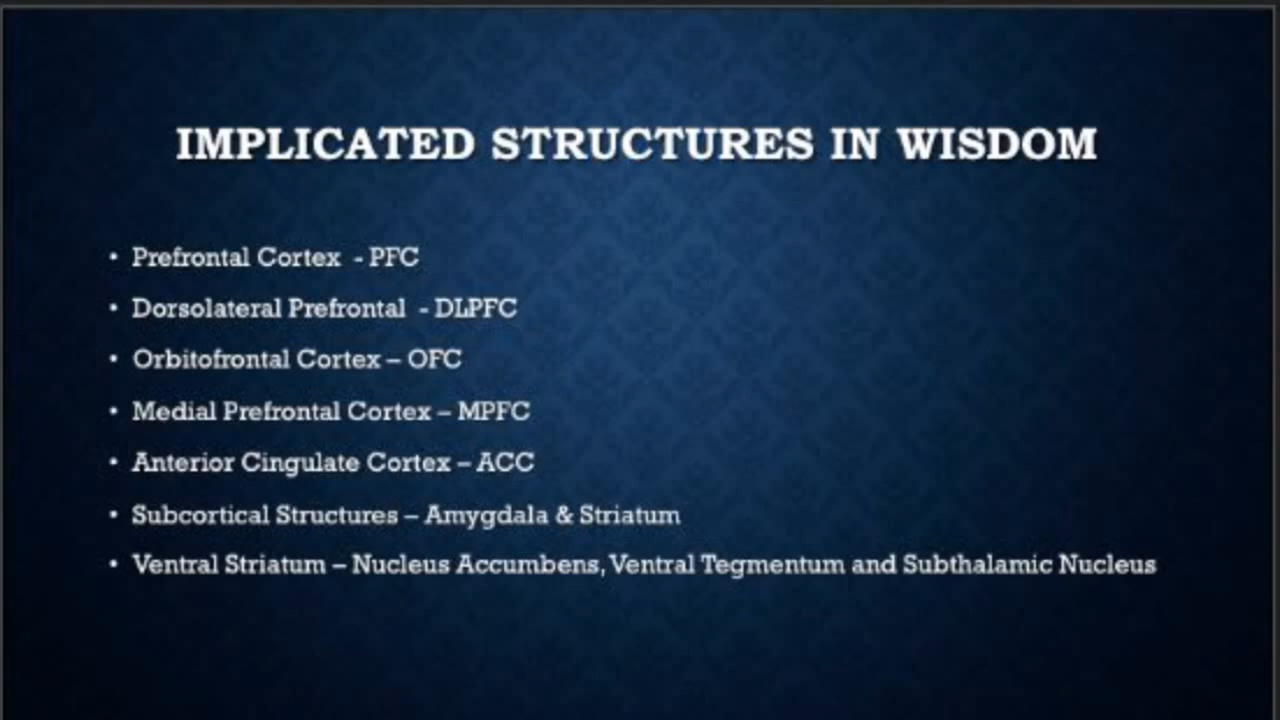 IMPLICATED STRUCTURES IN WISDOM
• Prefrontal Cortex - PFC
• Dorsolateral Prefrontal - DLPFC
• Orbitofrontal Cortex – OFC
• Medial Prefrontal Cortex – MPFC
• Anterior Cingulate Cortex – ACC
• Subcortical Structures – Amygdala & Striatum
• Ventral Striatum – Nucleus Accumbens, Ventral Tegmentum and Subthalamic Nucleus